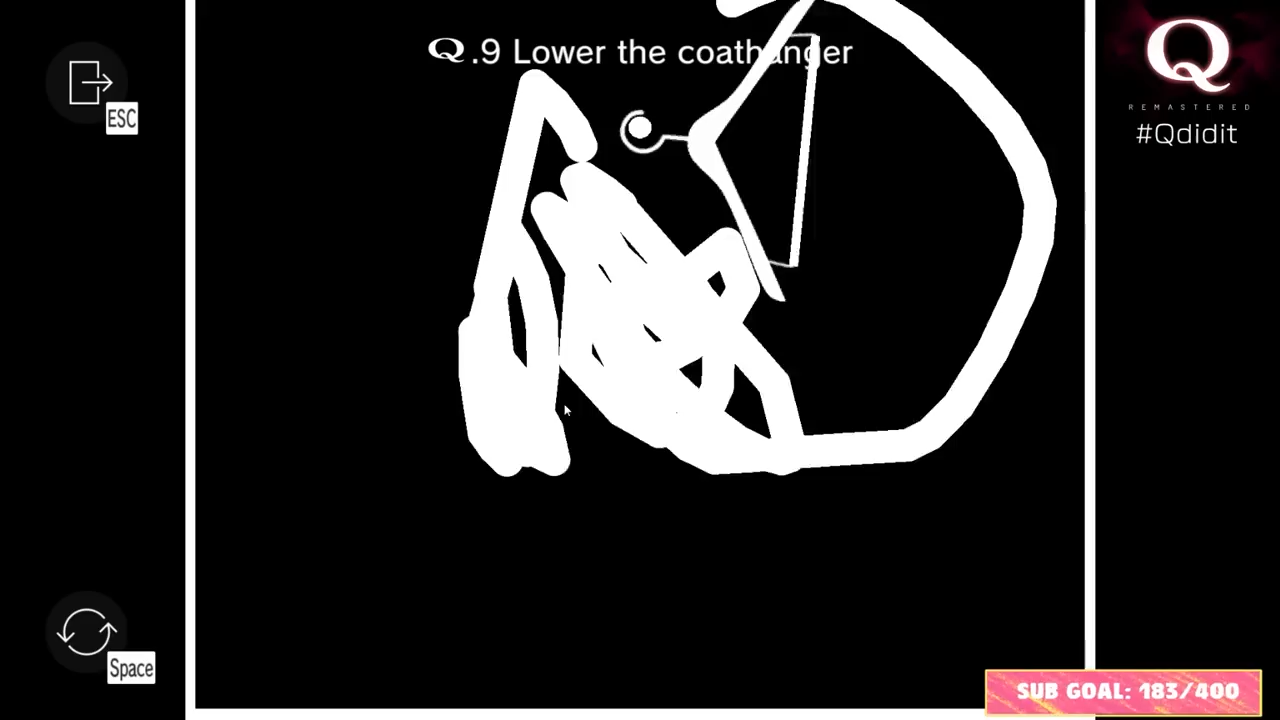 Q.9 Lower the coathanger
ESC
Q
REMASTERED
#Qdidit
Space
SUB GOAL: 183/400